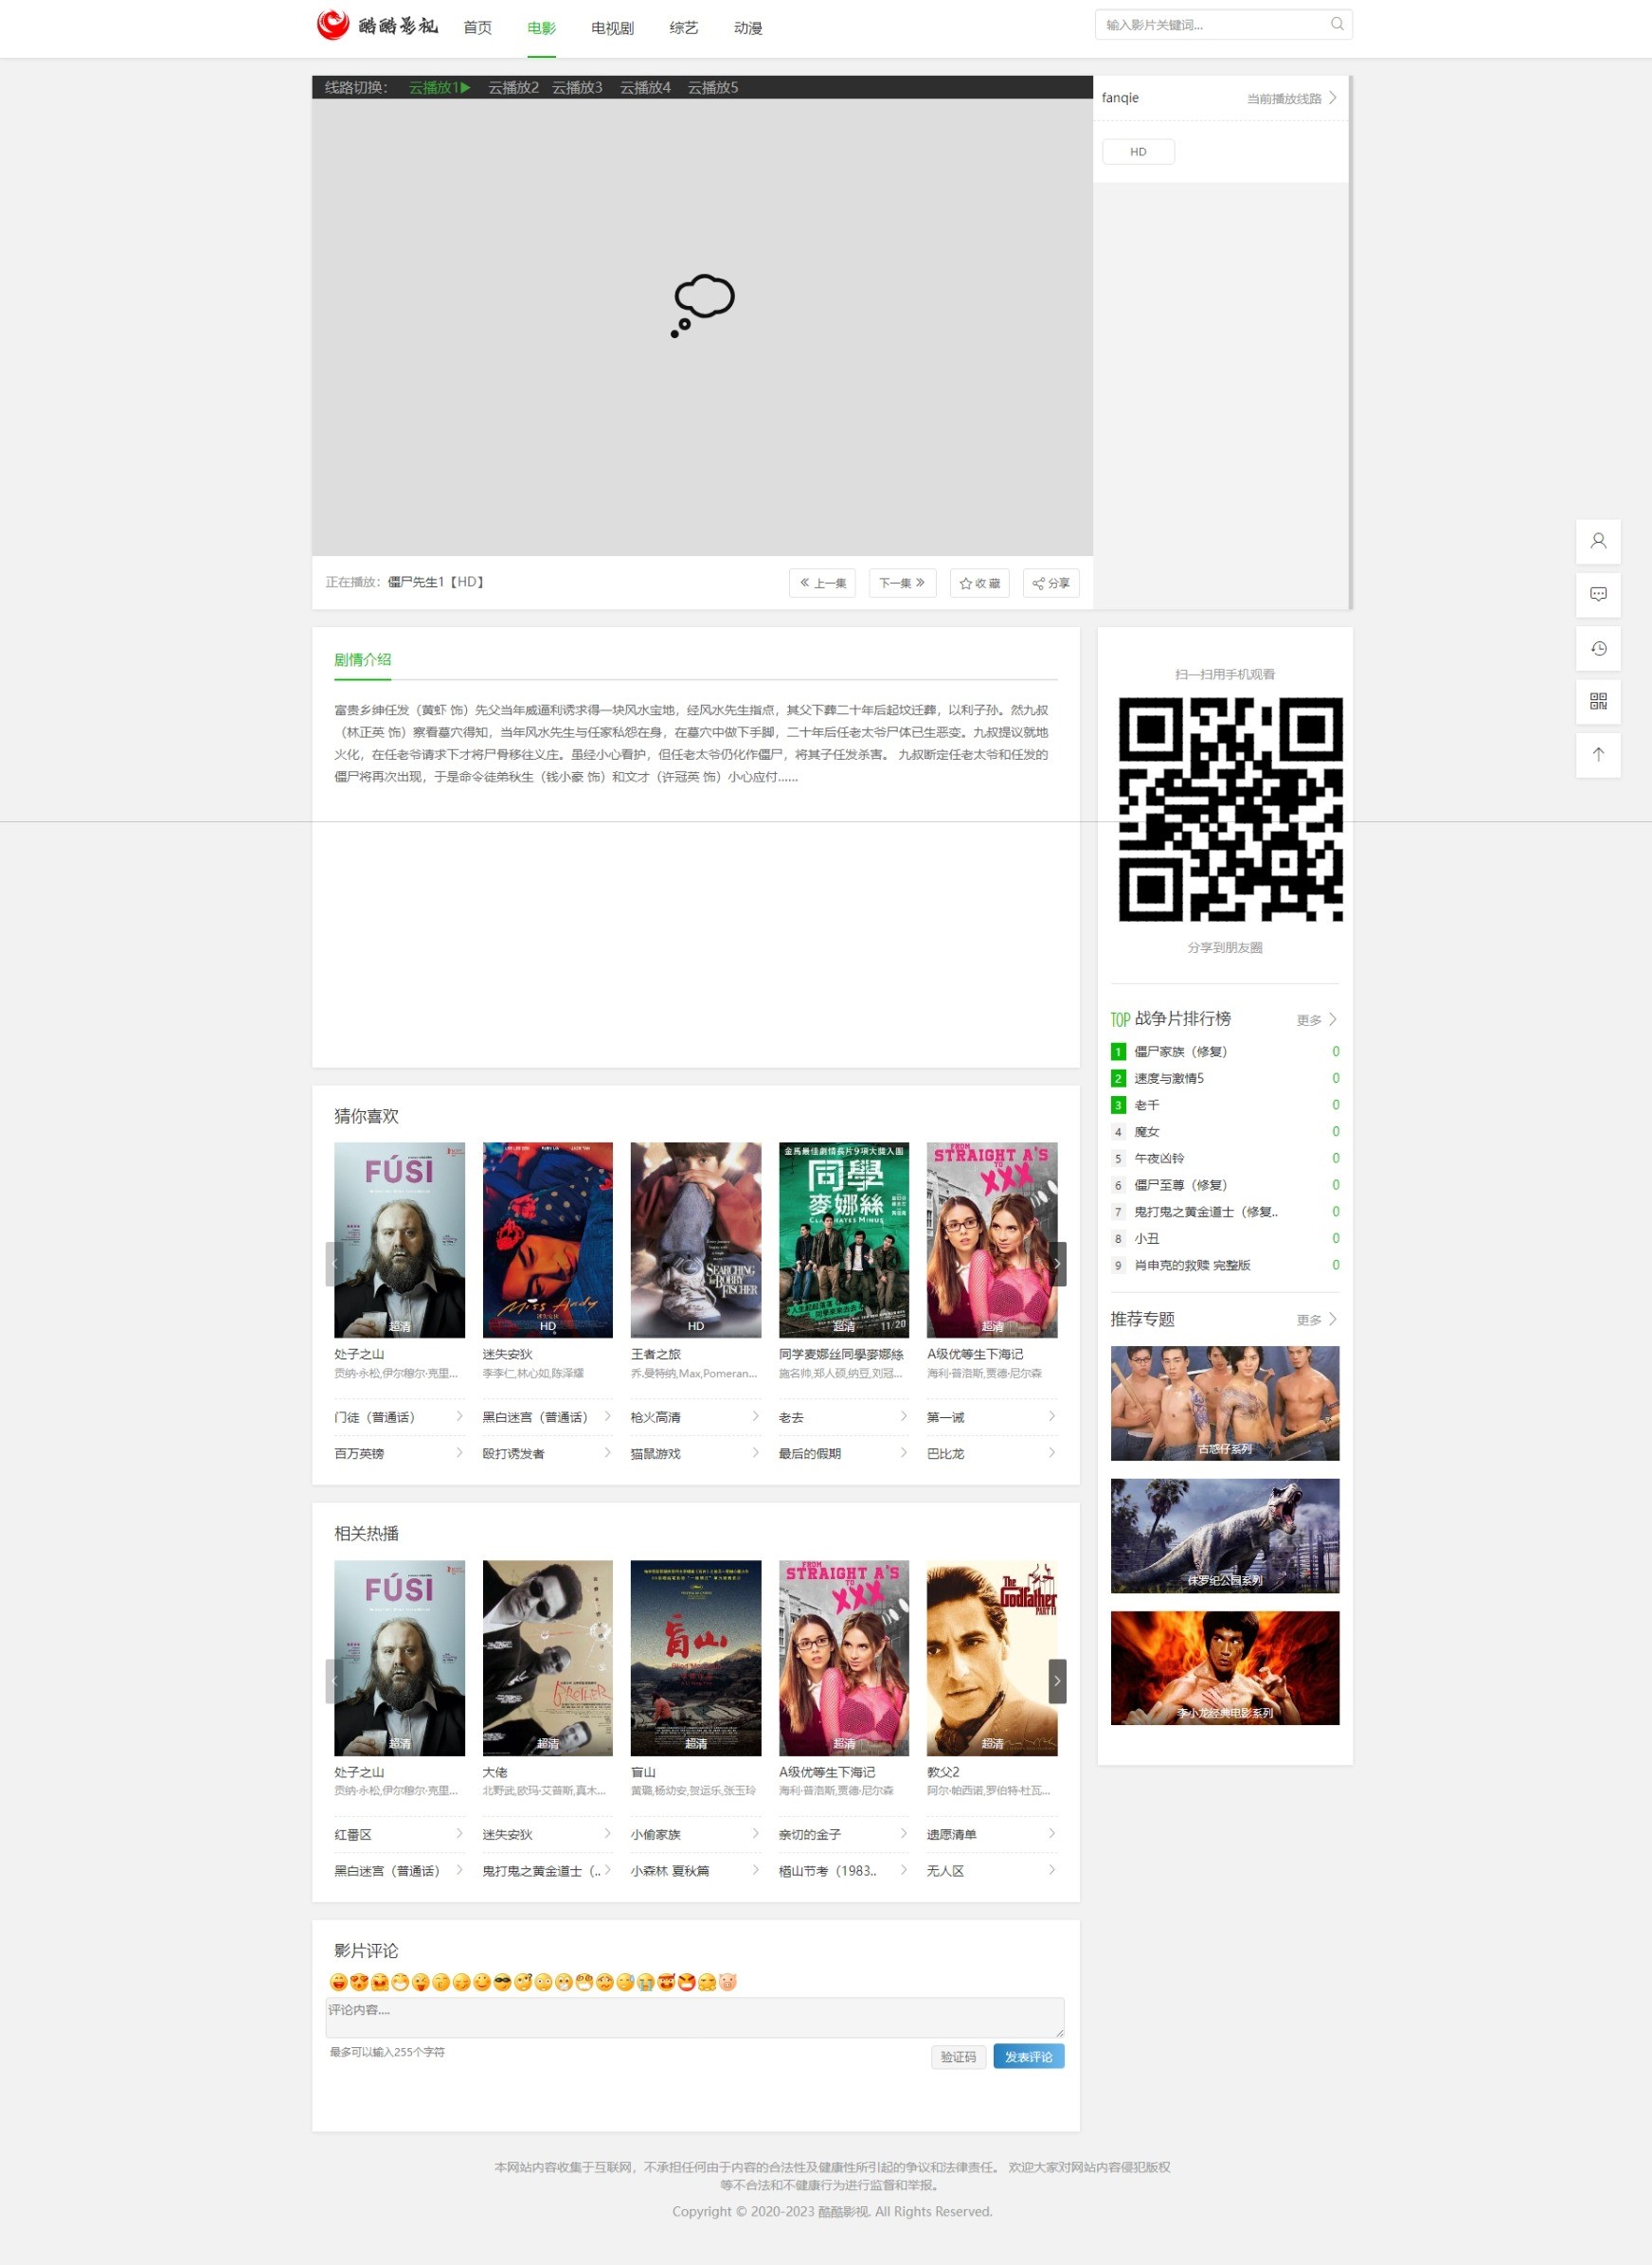 酷酷影视
首页
电影
电视剧
综艺
动漫
输入影片关键词...
线路切换：
云播放1▶
云播放2
云播放3
云播放4
云播放5
fanqie
当前播放线路
HD
正在播放：僵尸先生1【HD】
上一集
下一集
收 藏
分享
剧情介绍
富贵乡绅任发（黄虾 饰）先父当年威逼利诱求得一块风水宝地，经风水先生指点，其父下葬二十年后起坟迁葬，以利子孙。然九叔
（林正英 饰）察看墓穴得知，当年风水先生与任家私怨在身，在墓穴中做下手脚，二十年后任老太爷尸体已生恶变。九叔提议就地
火化，在任老爷请求下才将尸骨移往义庄。虽经小心看护，但任老太爷仍化作僵尸，将其子任发杀害。 九叔断定任老太爷和任发的
僵尸将再次出现，于是命令徒弟秋生（钱小豪 饰）和文才（许冠英 饰）小心应付……
扫一扫用手机观看
分享到朋友圈
TOP 战争片排行榜
更多
1 僵尸家族（修复） 0
2 速度与激情5 0
3 老千 0
4 魔女 0
5 午夜凶铃 0
6 僵尸至尊（修复） 0
7 鬼打鬼之黄金道士（修复.. 0
8 小丑 0
9 肖申克的救赎 完整版 0
推荐专题
更多
古惑仔系列
侏罗纪公园系列
李小龙经典电影系列
猜你喜欢
FÚSI
超清
Miss Andy
HD
SEARCHING
for BOBBY
FISCHER
HD
金馬最佳劇情長片9項大獎入圍
同學
麥娜絲
CLASSMATES MINUS
11/20
超清
FROM
STRAIGHT A'S
TO
XXX
超清
处子之山
贡纳·永松,伊尔穆尔·克里...
迷失安狄
李李仁,林心如,陈泽耀
王者之旅
乔.曼特纳,Max,Pomeran...
同学麦娜丝同學麥娜絲
施名帅,郑人硕,纳豆,刘冠...
A级优等生下海记
海利·普洛斯,贾德·尼尔森
门徒（普通话）
黑白迷宫（普通话）
枪火高清
老去
第一诫
百万英镑
殴打诱发者
猫鼠游戏
最后的假期
巴比龙
相关热播
FÚSI
超清
BROTHER
超清
盲山
超清
FROM
STRAIGHT A'S
TO
XXX
超清
The
Godfather
PART II
超清
处子之山
贡纳·永松,伊尔穆尔·克里...
大佬
北野武,欧玛·艾普斯,真木...
盲山
黄璐,杨幼安,贺运乐,张玉玲
A级优等生下海记
海利·普洛斯,贾德·尼尔森
教父2
阿尔·帕西诺,罗伯特·杜瓦...
红番区
迷失安狄
小偷家族
亲切的金子
遗愿清单
黑白迷宫（普通话）
鬼打鬼之黄金道士（..
小森林 夏秋篇
楢山节考（1983..
无人区
影片评论
评论内容....
最多可以输入255个字符
验证码
发表评论
本网站内容收集于互联网，不承担任何由于内容的合法性及健康性所引起的争议和法律责任。 欢迎大家对网站内容侵犯版权
等不合法和不健康行为进行监督和举报。
Copyright © 2020-2023 酷酷影视. All Rights Reserved.